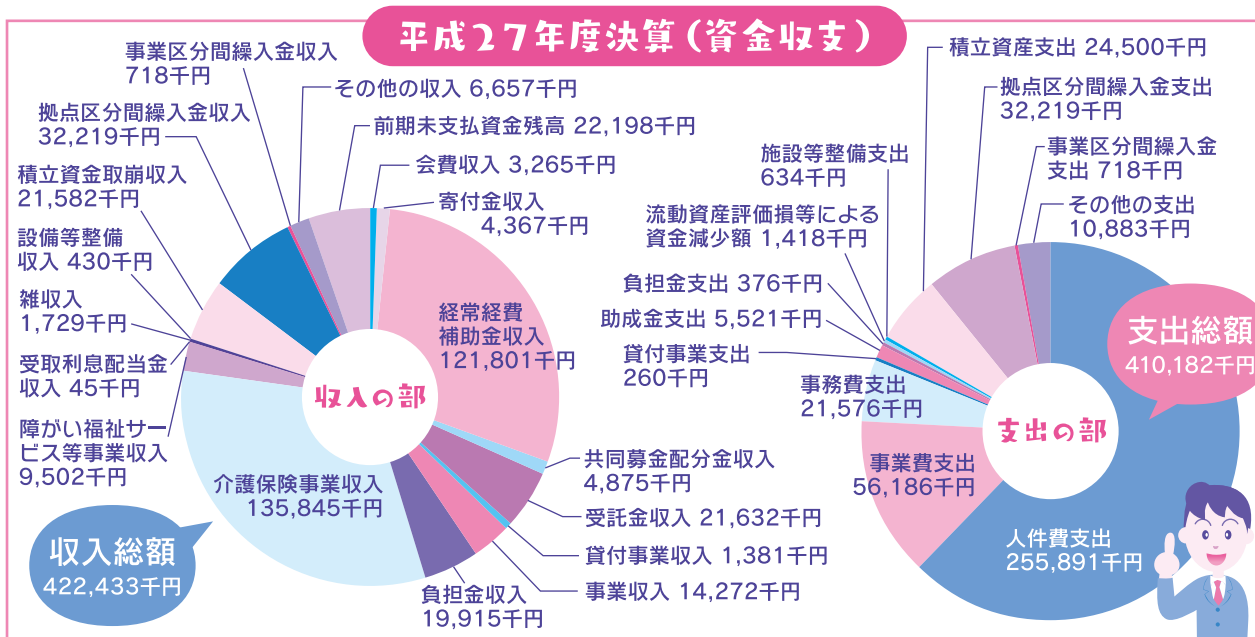 平成27年度決算（資金収支）
事業区分間繰入金収入
718千円
その他の収入 6,657千円
拠点区分間繰入金収入
32,219千円
前期未支払資金残高 22,198千円
会費収入 3,265千円
積立資金取崩収入
21,582千円
寄付金収入
4,367千円
設備等整備
収入 430千円
雑収入
1,729千円
経常経費
補助金収入
121,801千円
受取利息配当金
収入 45千円
収入の部
障がい福祉サー
ビス等事業収入
9,502千円
介護保険事業収入
135,845千円
共同募金配分金収入
4,875千円
受託金収入 21,632千円
貸付事業収入 1,381千円
事業収入 14,272千円
負担金収入
19,915千円
収入総額
422,433千円
積立資産支出 24,500千円
拠点区分間繰入金支出
32,219千円
施設等整備支出
634千円
事業区分間繰入金
支出 718千円
流動資産評価損等による
資金減少額 1,418千円
その他の支出
10,883千円
負担金支出 376千円
助成金支出 5,521千円
貸付事業支出
260千円
支出総額
410,182千円
事務費支出
21,576千円
支出の部
事業費支出
56,186千円
人件費支出
255,891千円